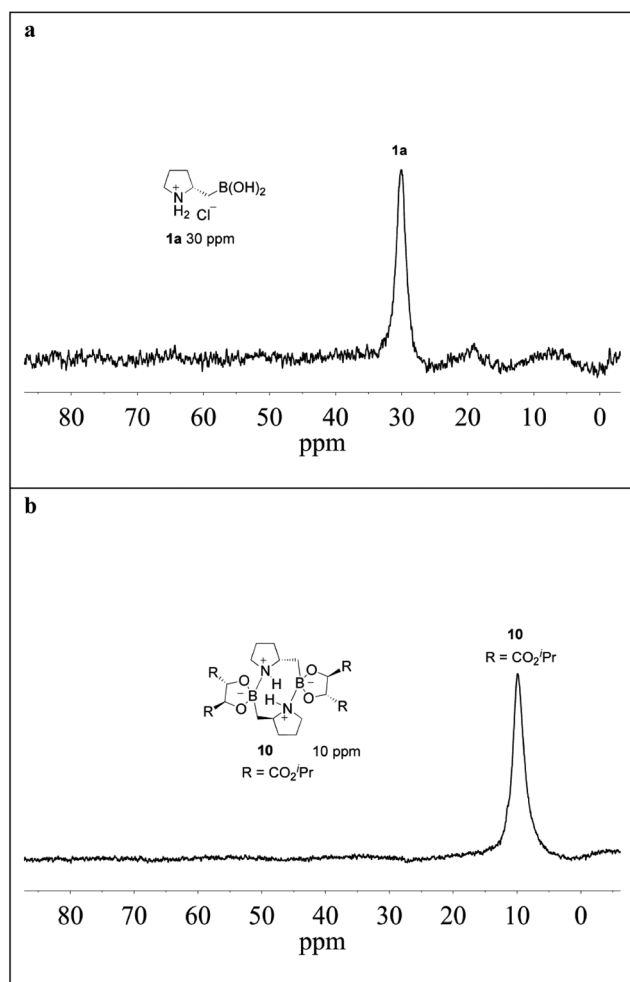 a
1a
B(OH)2
+
N
H2 Cl−
1a 30 ppm
80 70 60 50 40 30 20 10 0
ppm
b
10
R = CO2iPr
R O N + H B − O R
R O B − O H N + R
10 10 ppm
R = CO2iPr
80 70 60 50 40 30 20 10 0
ppm